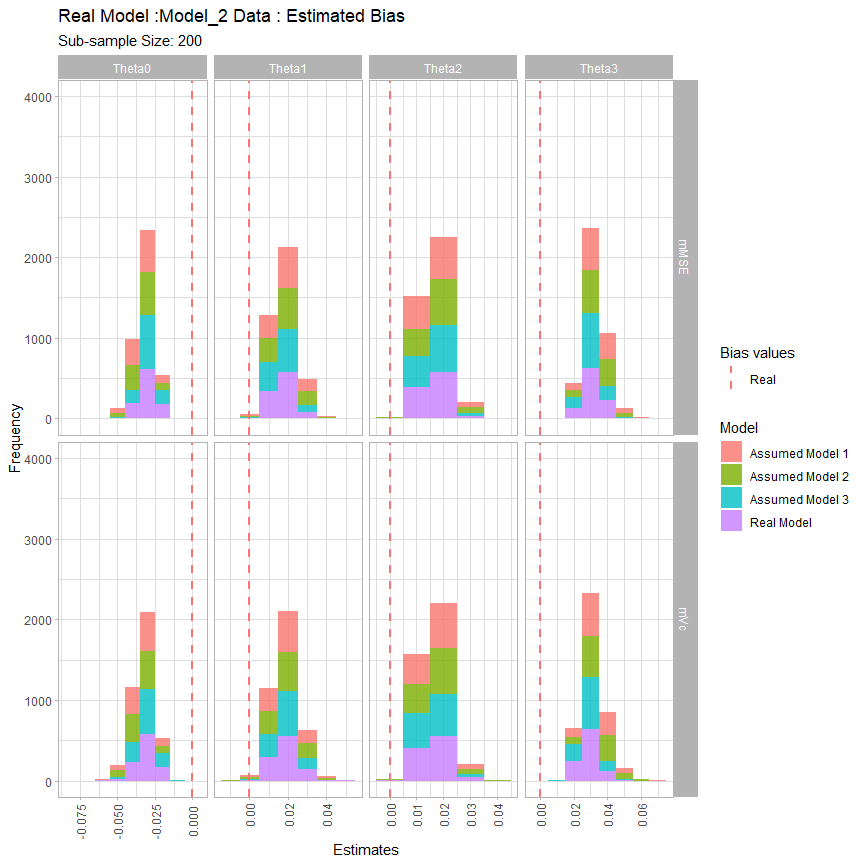 Real Model :Model_2 Data : Estimated Bias
Sub-sample Size: 200
Theta0 Theta1 Theta2 Theta3
4000
3000
2000
1000
0
mMSE
4000
3000
2000
1000
0
mVc
Frequency
-0.075 -0.050 -0.025 0.000 0.00 0.02 0.04 0.00 0.01 0.02 0.03 0.04 0.00 0.02 0.04 0.06
Estimates
Bias values
Real
Model
Assumed Model 1
Assumed Model 2
Assumed Model 3
Real Model